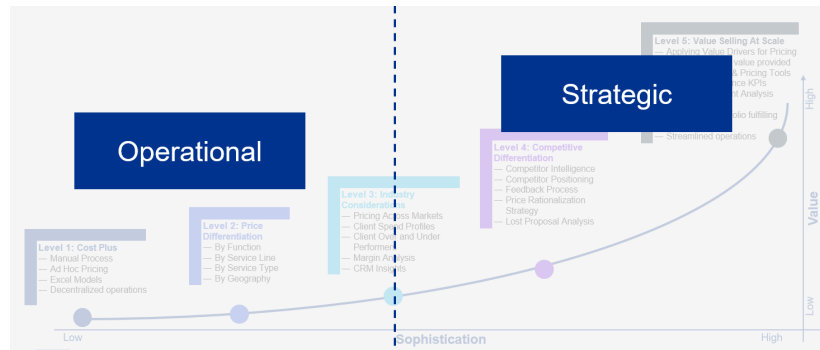 Operational
Strategic
Level 1: Cost Plus
— Manual Process
— Ad Hoc Pricing
— Excel Models
— Decentralized operations
Level 2: Price
Differentiation
— By Function
— By Service Line
— By Service Type
— By Geography
Level 3: Industry
Considerations
— Pricing Across Markets
— Client Spend Profiles
— Client Over and Under
Performers
— Margin Analysis
— CRM Insights
Level 4: Competitive
Differentiation
— Competitor Intelligence
— Competitor Positioning
— Feedback Process
— Price Rationalization
Strategy
— Lost Proposal Analysis
Level 5: Value Selling At Scale
— Applying Value Drivers for Pricing
value provided
& Pricing Tools
KPIs
Analysis
fulfilling
— Streamlined operations
High
Value
Low
Low
Sophistication
High